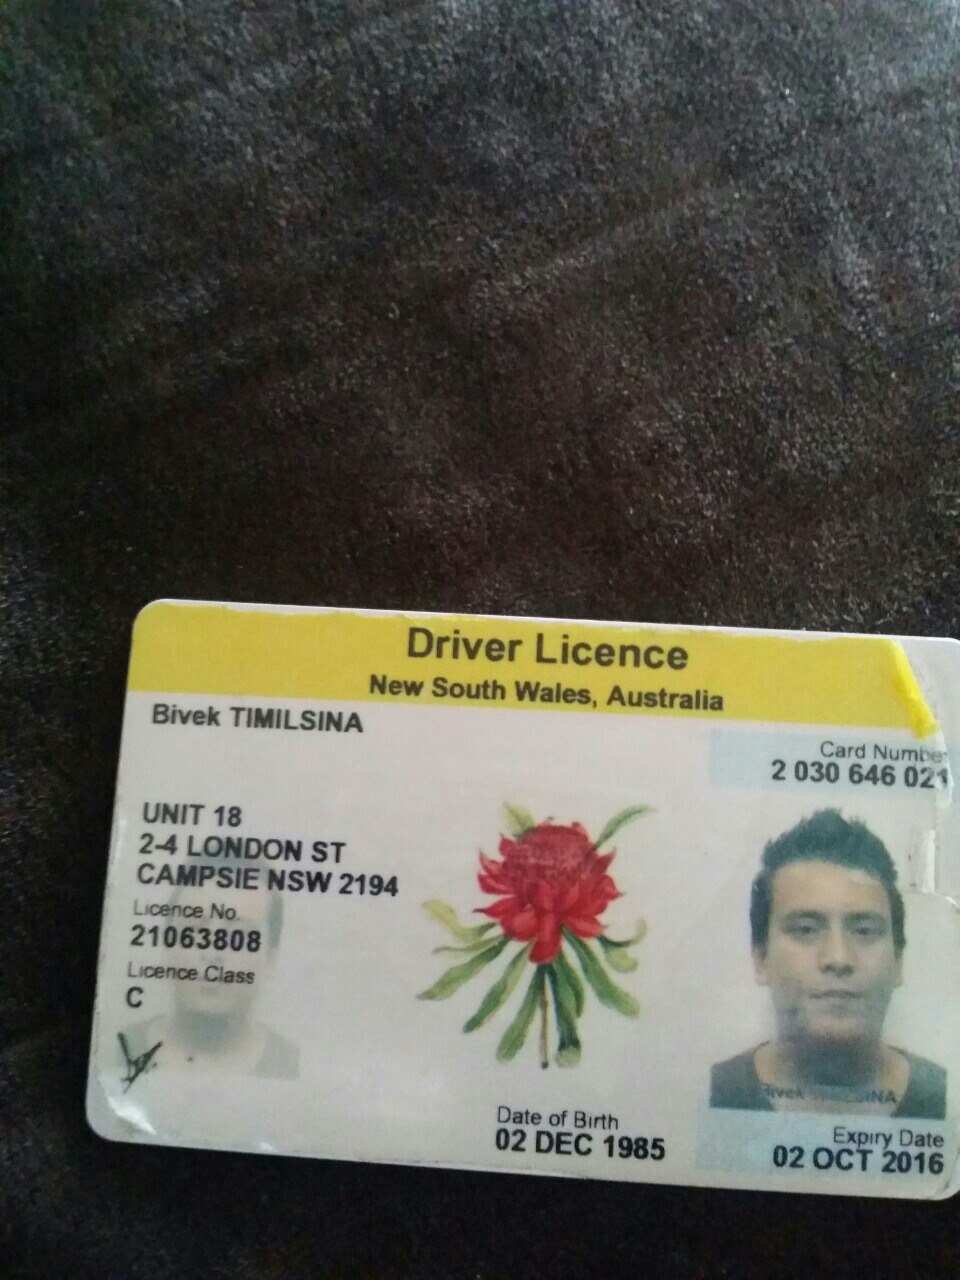 Driver Licence
New South Wales, Australia
Bivek TIMILSINA
Card Number
2 030 646 021
UNIT 18
2-4 LONDON ST
CAMPSIE NSW 2194
Licence No.
21063808
Licence Class
C
Bivek TIMILSINA
Date of Birth
02 DEC 1985
Expiry Date
02 OCT 2016